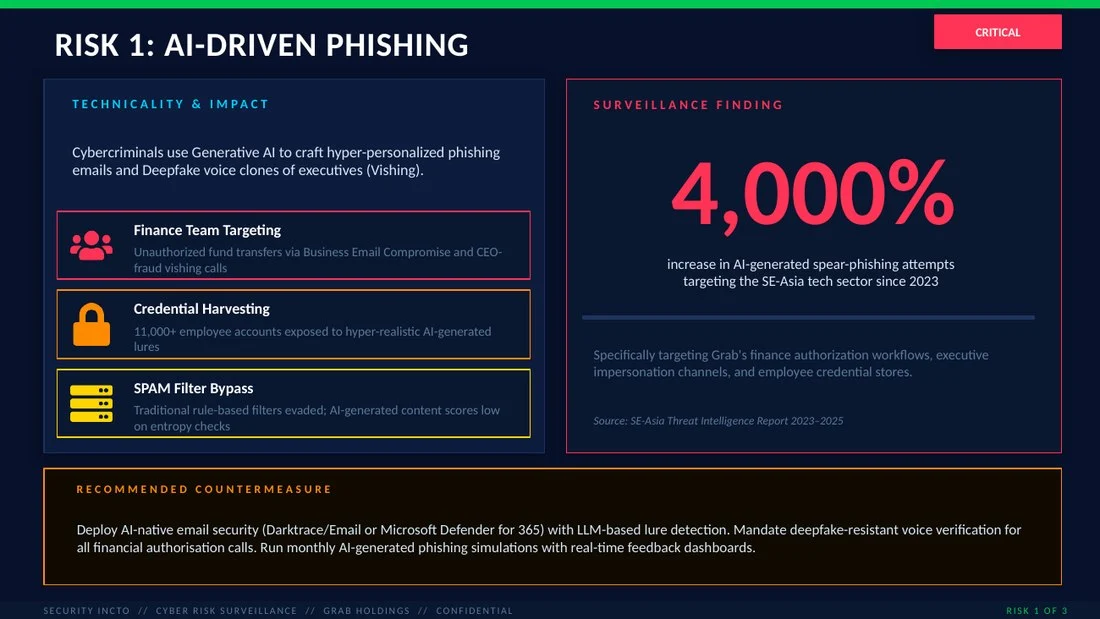 RISK 1: AI-DRIVEN PHISHING
CRITICAL
TECHNICALITY & IMPACT
Cybercriminals use Generative AI to craft hyper-personalized phishing
emails and Deepfake voice clones of executives (Vishing).
Finance Team Targeting
Unauthorized fund transfers via Business Email Compromise and CEO-
fraud vishing calls
Credential Harvesting
11,000+ employee accounts exposed to hyper-realistic AI-generated
lures
SPAM Filter Bypass
Traditional rule-based filters evaded; AI-generated content scores low
on entropy checks
SURVEILLANCE FINDING
4,000%
increase in AI-generated spear-phishing attempts
targeting the SE-Asia tech sector since 2023
Specifically targeting Grab's finance authorization workflows, executive
impersonation channels, and employee credential stores.
Source: SE-Asia Threat Intelligence Report 2023–2025
RECOMMENDED COUNTERMEASURE
Deploy AI-native email security (Darktrace/Email or Microsoft Defender for 365) with LLM-based lure detection. Mandate deepfake-resistant voice verification for
all financial authorisation calls. Run monthly AI-generated phishing simulations with real-time feedback dashboards.
SECURITY INCTO // CYBER RISK SURVEILLANCE // GRAB HOLDINGS // CONFIDENTIAL
RISK 1 OF 3